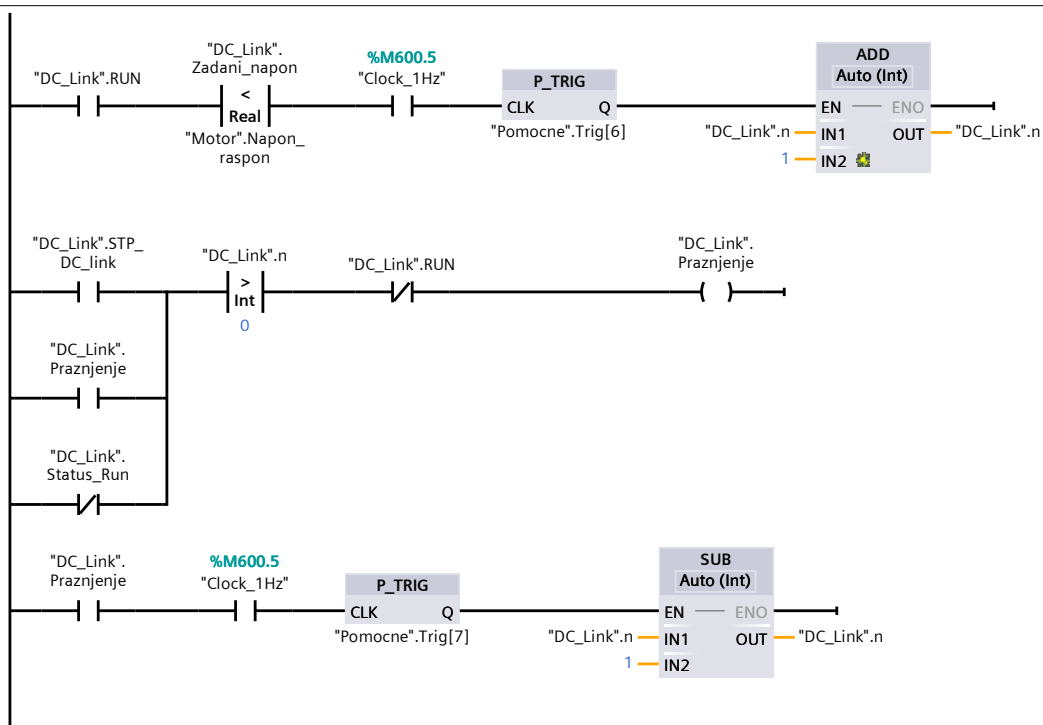 "DC_Link".RUN
"DC_Link".
Zadani_napon
<
Real
"Motor".Napon_
raspon
%M600.5
"Clock_1Hz"
P_TRIG
CLK Q
"Pomocne".Trig[6]
ADD
Auto (Int)
EN ENO
"DC_Link".n IN1 OUT "DC_Link".n
1 IN2
"DC_Link".STP_
DC_link
"DC_Link".n
>
Int
0
"DC_Link".RUN
"DC_Link".
Praznjenje
"DC_Link".
Praznjenje
"DC_Link".
Status_Run
"DC_Link".
Praznjenje
%M600.5
"Clock_1Hz"
P_TRIG
CLK Q
"Pomocne".Trig[7]
SUB
Auto (Int)
EN ENO
"DC_Link".n IN1 OUT "DC_Link".n
1 IN2